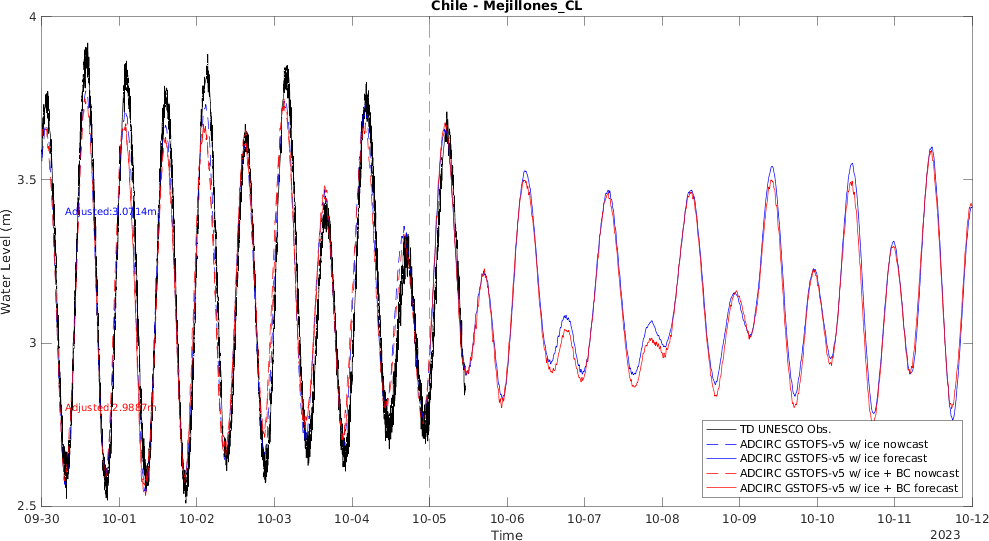 Chile - Mejillones_CL
4
3.5
3
2.5
Water Level (m)
Adjusted:3.0714m
Adjusted:2.9887m
TD UNESCO Obs.
ADCIRC GSTOFS-v5 w/ ice nowcast
ADCIRC GSTOFS-v5 w/ ice forecast
ADCIRC GSTOFS-v5 w/ ice + BC nowcast
ADCIRC GSTOFS-v5 w/ ice + BC forecast
09-30 10-01 10-02 10-03 10-04 10-05 10-06 10-07 10-08 10-09 10-10 10-11 10-12
Time
2023